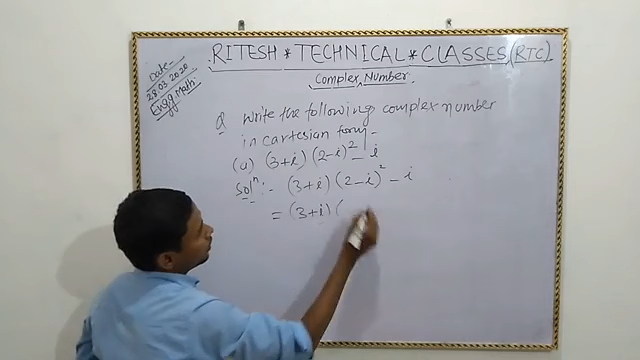 RITESH * TECHNICAL * CLASSES (RTC)
Complex Number
Date-
28.03.2020
Engg Math
Q Write the following complex number
in cartesian form-
(a) (3+i) (2-i)² - i
Solⁿ :- (3+i) (2-i)² - i
= (3+i) (